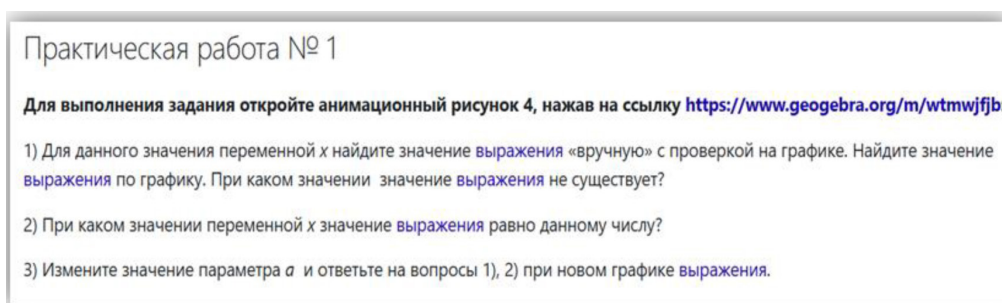 Практическая работа № 1
Для выполнения задания откройте анимационный рисунок 4, нажав на ссылку https://www.geogebra.org/m/wtmwjfjb
1) Для данного значения переменной x найдите значение выражения «вручную» с проверкой на графике. Найдите значение
выражения по графику. При каком значении значение выражения не существует?
2) При каком значении переменной x значение выражения равно данному числу?
3) Измените значение параметра a и ответьте на вопросы 1), 2) при новом графике выражения.